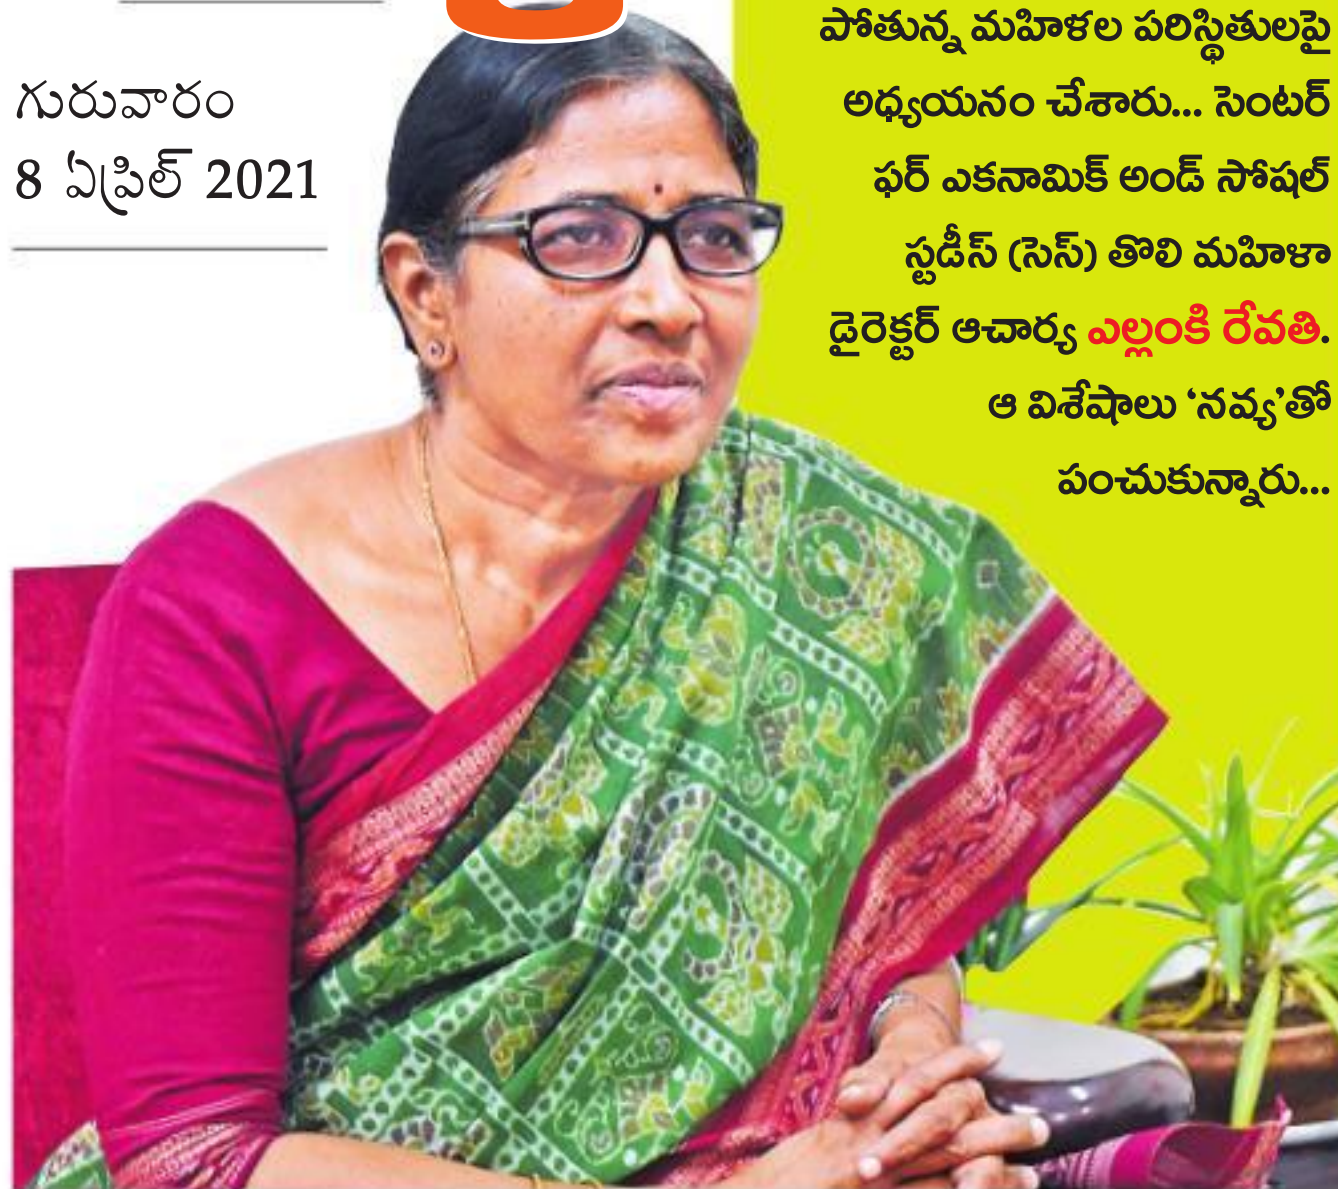 గురువారం
8 ఏప్రిల్ 2021
పోతున్న మహిళల పరిస్థితులపై
అధ్యయనం చేశారు... సెంటర్
ఫర్ ఎకనామిక్ అండ్ సోషల్
స్టడీస్ (సెస్) తొలి మహిళా
డైరెక్టర్ ఆచార్య ఎల్లంకి రేవతి.
ఆ విశేషాలు ‘నవ్య’తో
పంచుకున్నారు...